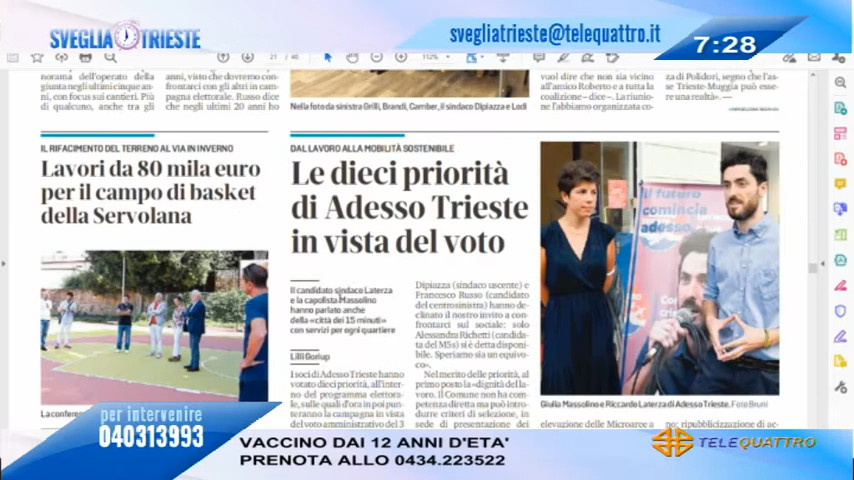 SVEGLIA TRIESTE
svegliatrieste@telequattro.it
7:28
21 / 40
112%
norama dell'operato della
giunta negli ultimi cinque an-
ni, con focus sui cantieri. Più
di qualcuno, anche tra gli
anni, visto che dovremo con-
frontarci con gli altri in cam-
pagna elettorale. Russo dice
che negli ultimi 20 anni ho
Nella foto da sinistra Grilli, Brandi, Camber, il sindaco Dipiazza e Lodi
vuol dire che non sia vicino
all'amico Roberto e a tutta la
coalizione – dice –. La riunio-
ne l'abbiamo organizzata co-
za di Polidori, segno che l'as-
se Trieste-Muggia può esse-
re una realtà». —
IL RIFACIMENTO DEL TERRENO AL VIA IN INVERNO
Lavori da 80 mila euro
per il campo di basket
della Servolana
La conferen
DAL LAVORO ALLA MOBILITÀ SOSTENIBILE
Le dieci priorità
di Adesso Trieste
in vista del voto
Il candidato sindaco Laterza
e la capolista Massolino
hanno parlato anche
della «città dei 15 minuti»
con servizi per ogni quartiere
Lilli Goriup
I soci di Adesso Trieste hanno
votato dieci priorità, all'inter-
no del programma elettora-
le, sulle quali d'ora in poi pun-
teranno la campagna in vista
del voto amministrativo del 3
Dipiazza (sindaco uscente) e
Francesco Russo (candidato
del centrosinistra) hanno de-
clinato il nostro invito a con-
frontarci sul sociale; solo
Alessandra Richetti (candida-
ta del M5s) si è detta disponi-
bile. Speriamo sia un equivo-
co».
Nel merito delle priorità, al
primo posto la «dignità del la-
voro. Il Comune non ha com-
petenza diretta ma può intro-
durre criteri di selezione, in
sede di presentazione dei
Il futuro
comincia
adesso
Giulia Massolino e Riccardo Laterza di Adesso Trieste. Foto Bruni
elevazione delle Microaree a
no: ripubblicizzazione di ac-
per intervenire
040313993
VACCINO DAI 12 ANNI D'ETA'
PRENOTA ALLO 0434.223522
TELEQUATTRO